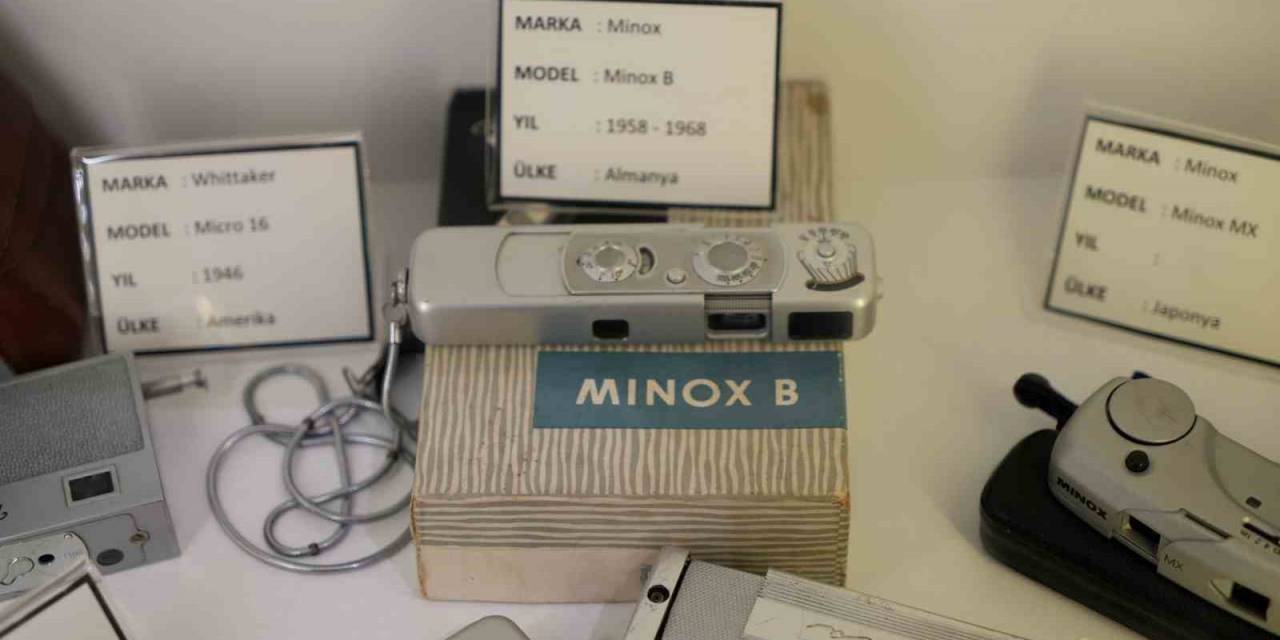 MARKA : Whittaker
MODEL : Micro 16
YIL : 1946
ÜLKE : Amerika
MARKA : Minox
MODEL : Minox B
YIL : 1958 - 1968
ÜLKE : Almanya
MINOX B
MARKA : Minox
MODEL : Minox MX
YIL :
ÜLKE : Japonya
MINOX
MX